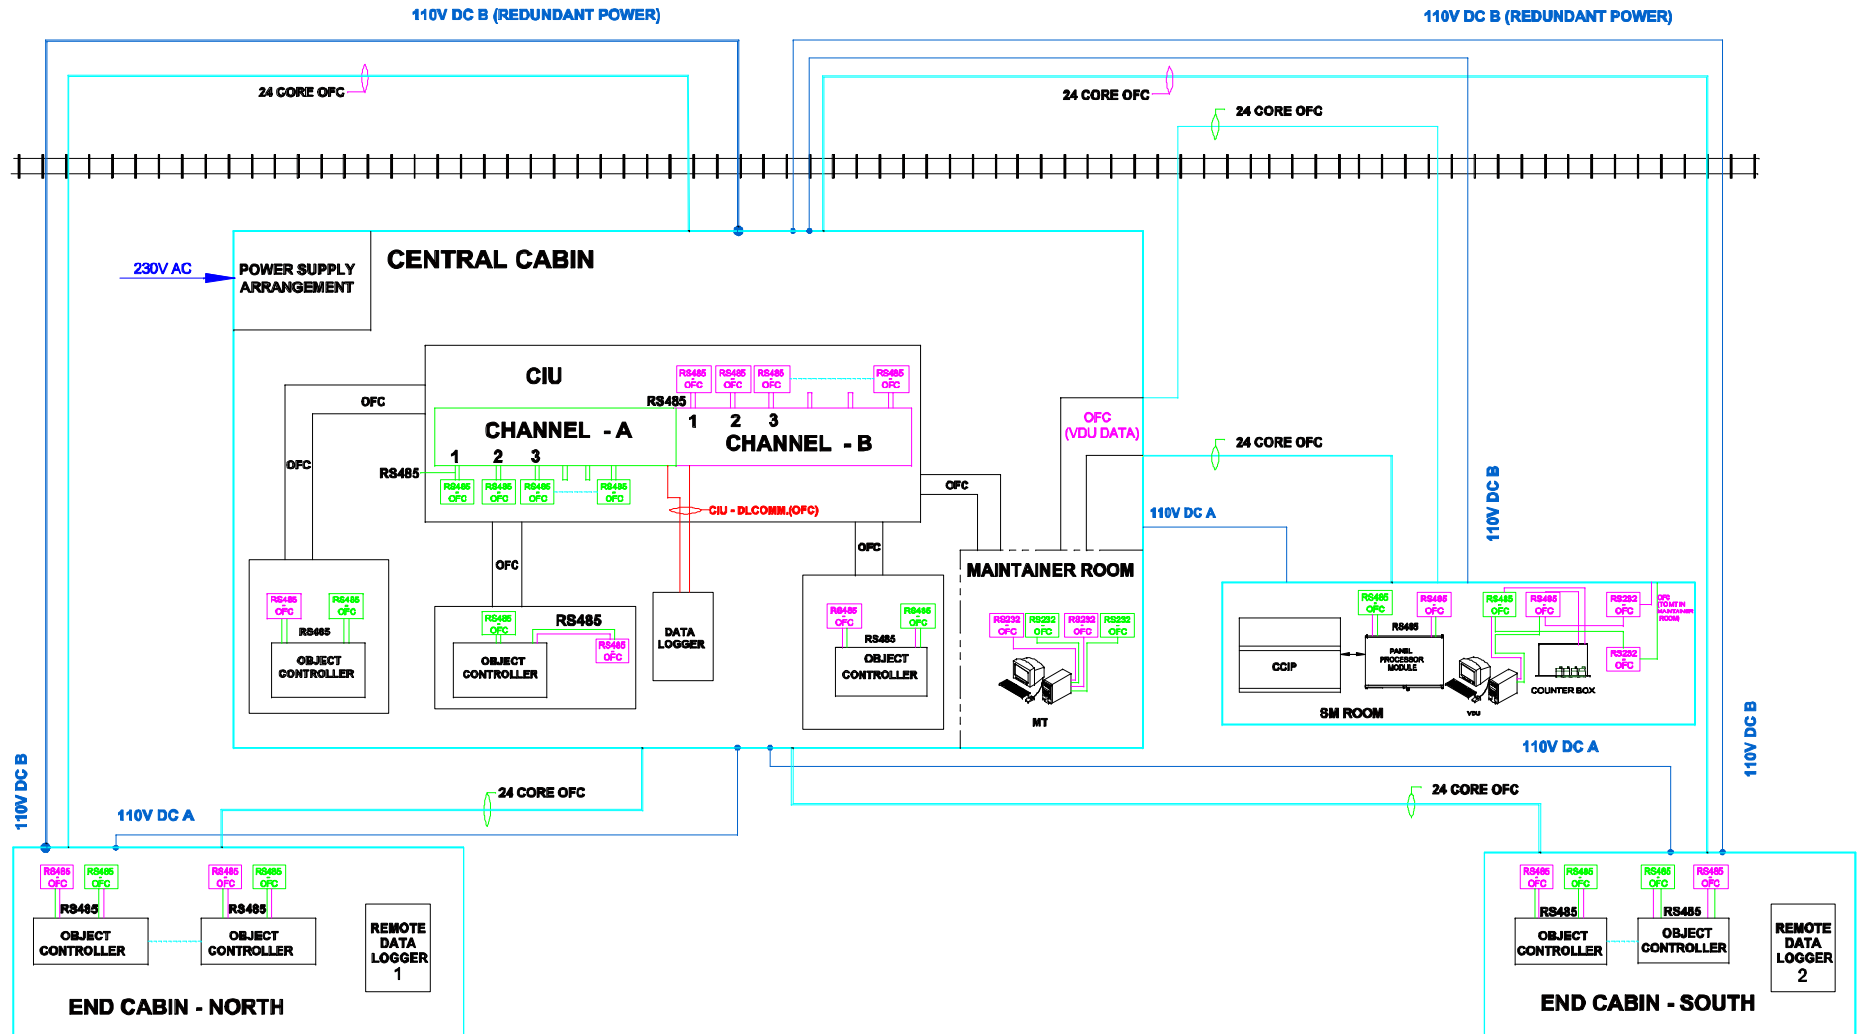 110V DC B (REDUNDANT POWER)
110V DC B (REDUNDANT POWER)
24 CORE OFC
24 CORE OFC
24 CORE OFC
230V AC
POWER SUPPLY
ARRANGEMENT
CENTRAL CABIN
CIU
RS485
-
OFC
RS485
-
OFC
RS485
-
OFC
RS485
-
OFC
OFC
RS485
1
2
3
CHANNEL - A
CHANNEL - B
OFC
(VDU DATA)
24 CORE OFC
1
2
3
OFC
RS485
RS485
-
OFC
RS485
-
OFC
RS485
-
OFC
RS485
-
OFC
OFC
CIU - DLCOMM.(OFC)
110V DC A
110V DC B
OFC
OFC
MAINTAINER ROOM
RS485
-
OFC
RS485
-
OFC
RS485
OBJECT
CONTROLLER
RS485
-
OFC
RS485
RS485
-
OFC
OBJECT
CONTROLLER
DATA
LOGGER
RS485
-
OFC
RS485
-
OFC
RS485
OBJECT
CONTROLLER
RS232
-
OFC
RS232
-
OFC
RS232
-
OFC
RS232
-
OFC
MT
RS485
-
OFC
RS485
-
OFC
RS485
RS485
-
OFC
RS485
-
OFC
RS232
-
OFC
OFC
(TO MT IN
MAINTAINER
ROOM)
RS232
-
OFC
CCIP
PANEL
PROCESSOR
MODULE
VDU
COUNTER BOX
SM ROOM
110V DC B
110V DC A
24 CORE OFC
110V DC A
24 CORE OFC
110V DC B
RS485
-
OFC
RS485
-
OFC
RS485
-
OFC
RS485
-
OFC
RS485
RS485
OBJECT
CONTROLLER
OBJECT
CONTROLLER
REMOTE
DATA
LOGGER
1
END CABIN - NORTH
RS485
-
OFC
RS485
-
OFC
RS485
-
OFC
RS485
-
OFC
RS485
RS485
OBJECT
CONTROLLER
OBJECT
CONTROLLER
REMOTE
DATA
LOGGER
2
END CABIN - SOUTH